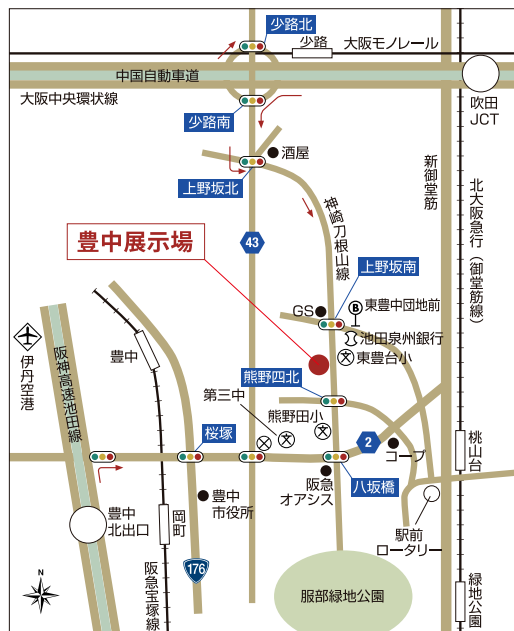 少路北
少路
大阪モノレール
中国自動車道
大阪中央環状線
吹田
JCT
少路南
酒屋
上野坂北
新御堂筋
北大阪急行（御堂筋線）
神崎刀根山線
43
豊中展示場
上野坂南
GS
B
東豊中団地前
池田泉州銀行
文
東豊台小
伊丹空港
阪神高速池田線
豊中
熊野四北
第三中
文
熊野田小
文
桜塚
2
コープ
桃山台
八坂橋
阪急
オアシス
豊中
市役所
岡町
豊中
北出口
駅前
ロータリー
176
阪急宝塚線
服部緑地公園
緑地公園
N